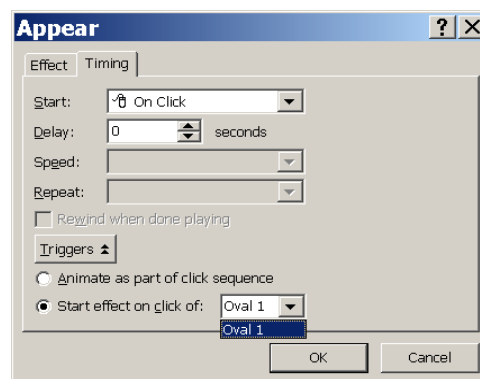 Appear
Effect Timing
Start: On Click
Delay: 0 seconds
Speed:
Repeat:
Rewind when done playing
Triggers
Animate as part of click sequence
Start effect on click of: Oval 1
Oval 1
OK Cancel